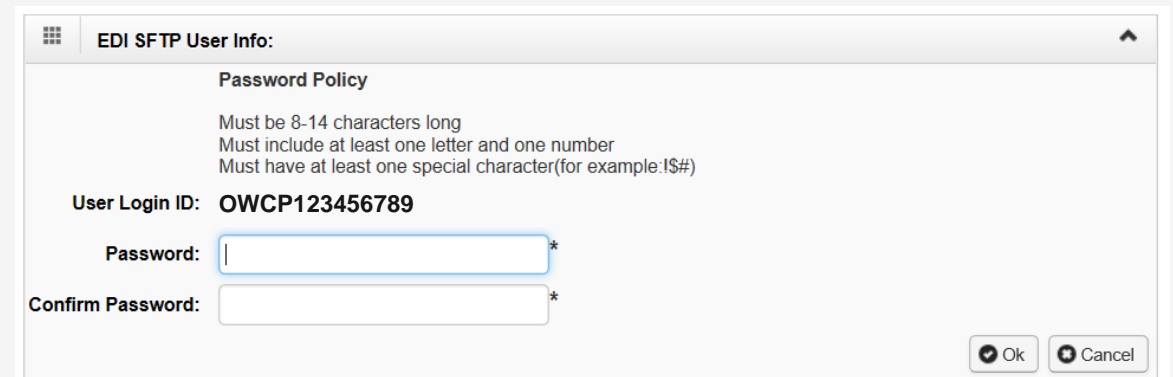 EDI SFTP User Info:
Password Policy
Must be 8-14 characters long
Must include at least one letter and one number
Must have at least one special character(for example:!$#)
User Login ID: OWCP123456789
Password: *
Confirm Password: *
Ok Cancel